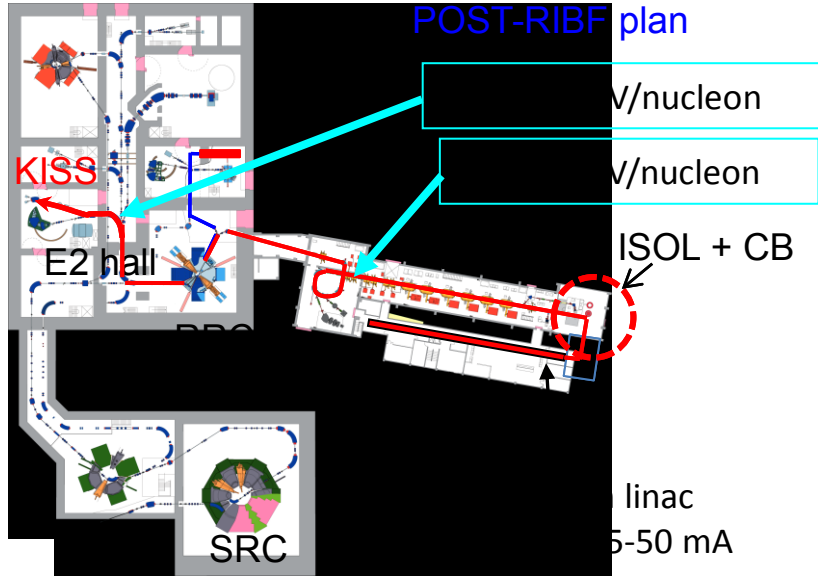 POST-RIBF plan
V/nucleon
V/nucleon
KISS
ISOL + CB
E2 hall
linac
5-50 mA
SRC